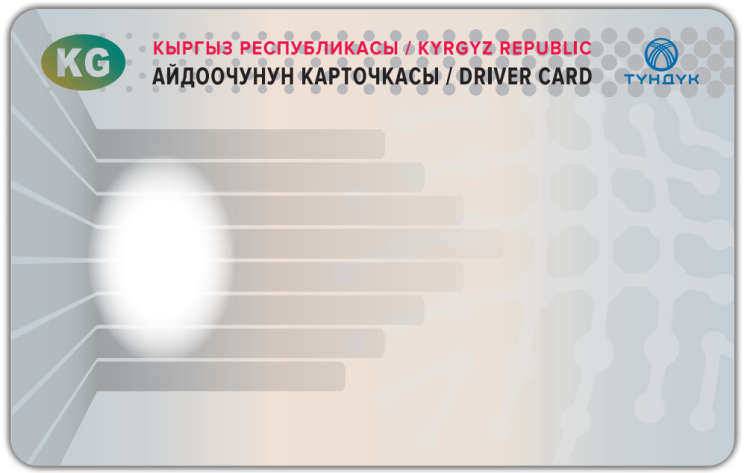 KG
КЫРГЫЗ РЕСПУБЛИКАСЫ / KYRGYZ REPUBLIC
АЙДООЧУНУН КАРТОЧКАСЫ / DRIVER CARD
ТҮНДҮК